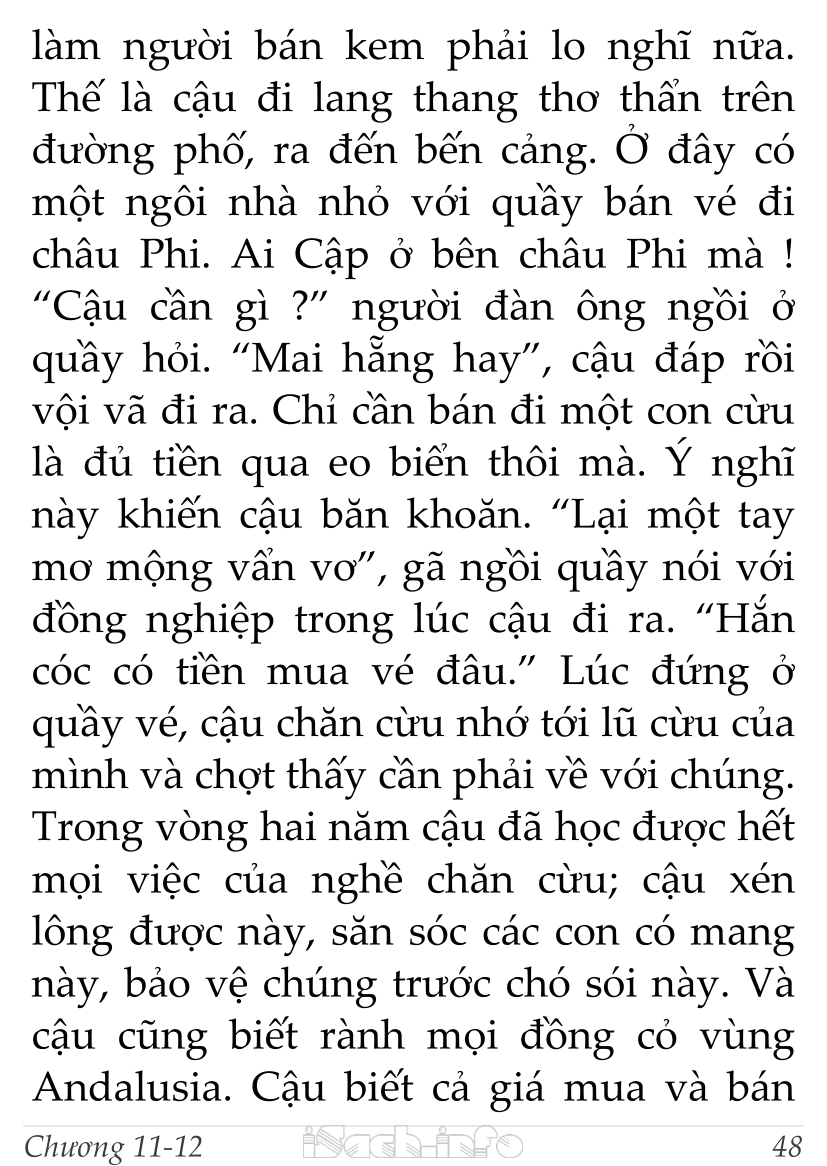 làm người bán kem phải lo nghĩ nữa.
Thế là cậu đi lang thang thơ thẩn trên
đường phố, ra đến bến cảng. Ở đây có
một ngôi nhà nhỏ với quầy bán vé đi
châu Phi. Ai Cập ở bên châu Phi mà !
“Cậu cần gì ?” người đàn ông ngồi ở
quầy hỏi. “Mai hẵng hay”, cậu đáp rồi
vội vã đi ra. Chỉ cần bán đi một con cừu
là đủ tiền qua eo biển thôi mà. Ý nghĩ
này khiến cậu băn khoăn. “Lại một tay
mơ mộng vẩn vơ”, gã ngồi quầy nói với
đồng nghiệp trong lúc cậu đi ra. “Hắn
cóc có tiền mua vé đâu.” Lúc đứng ở
quầy vé, cậu chăn cừu nhớ tới lũ cừu của
mình và chợt thấy cần phải về với chúng.
Trong vòng hai năm cậu đã học được hết
mọi việc của nghề chăn cừu; cậu xén
lông được này, săn sóc các con có mang
này, bảo vệ chúng trước chó sói này. Và
cậu cũng biết rành mọi đồng cỏ vùng
Andalusia. Cậu biết cả giá mua và bán
Chương 11-12 iSach.info 48